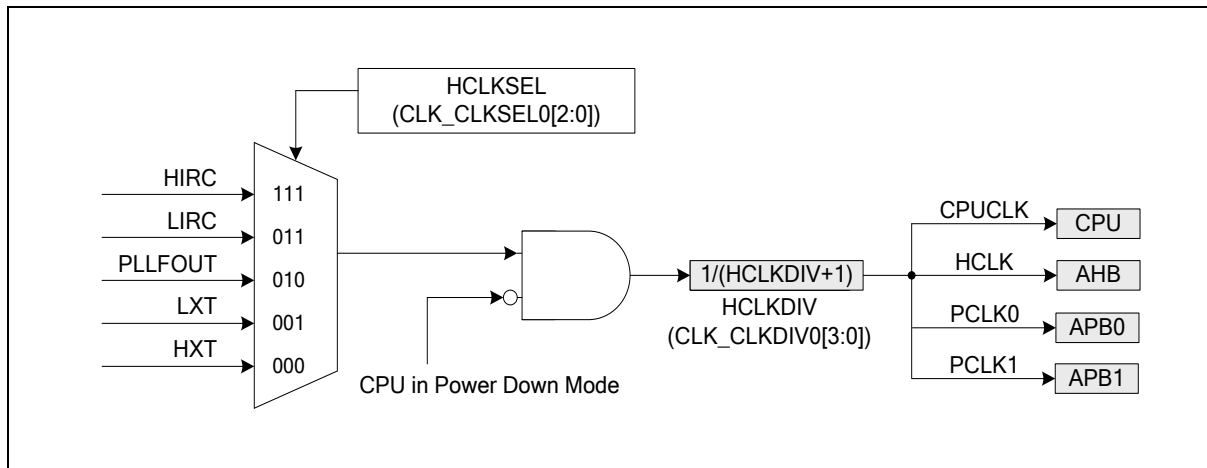 HCLKSEL
(CLK_CLKSEL0[2:0])
HIRC
111
LIRC
011
PLLFOUT
010
LXT
001
HXT
000
CPU in Power Down Mode
1/(HCLKDIV+1)
HCLKDIV
(CLK_CLKDIV0[3:0])
CPUCLK
CPU
HCLK
AHB
PCLK0
APB0
PCLK1
APB1